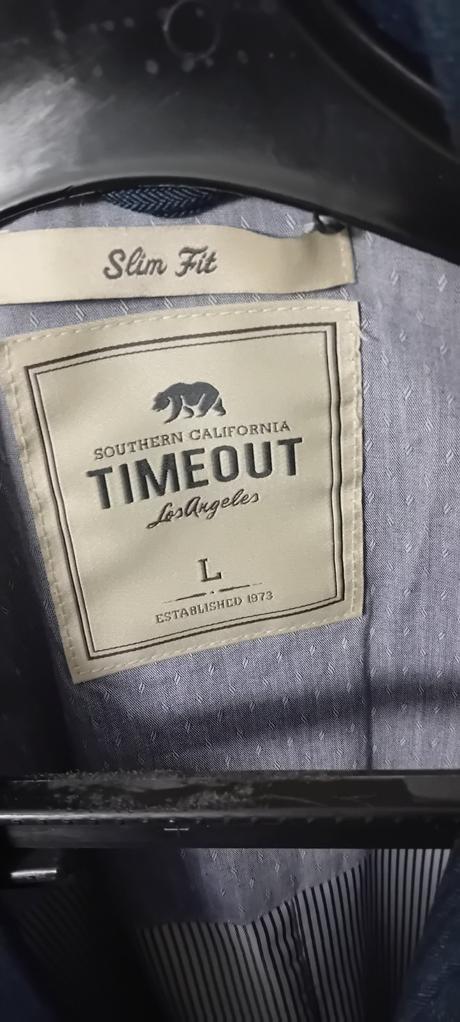 Slim Fit
SOUTHERN CALIFORNIA
TIMEOUT
Los Angeles
L
ESTABLISHED 1973